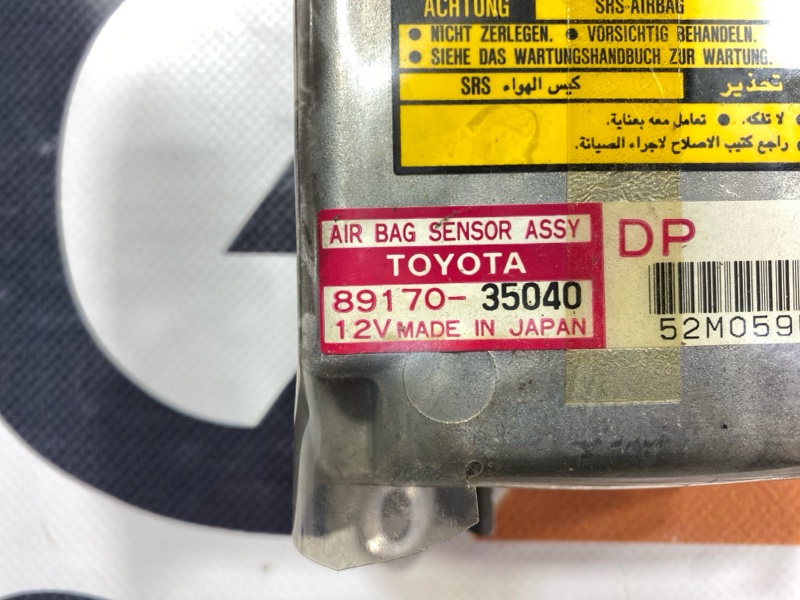 ACHTUNG SRS-AIRBAG
● NICHT ZERLEGEN. ● VORSICHTIG BEHANDELN.
● SIEHE DAS WARTUNGSHANDBUCH ZUR WARTUNG.
تحذير كيس الهواء SRS
● لا تفكه. ● تعامل معه بعناية.
● راجع كتيب الاصلاح لاجراء الصيانة.
AIR BAG SENSOR ASSY
TOYOTA
89170-35040
12V MADE IN JAPAN
DP
52M059